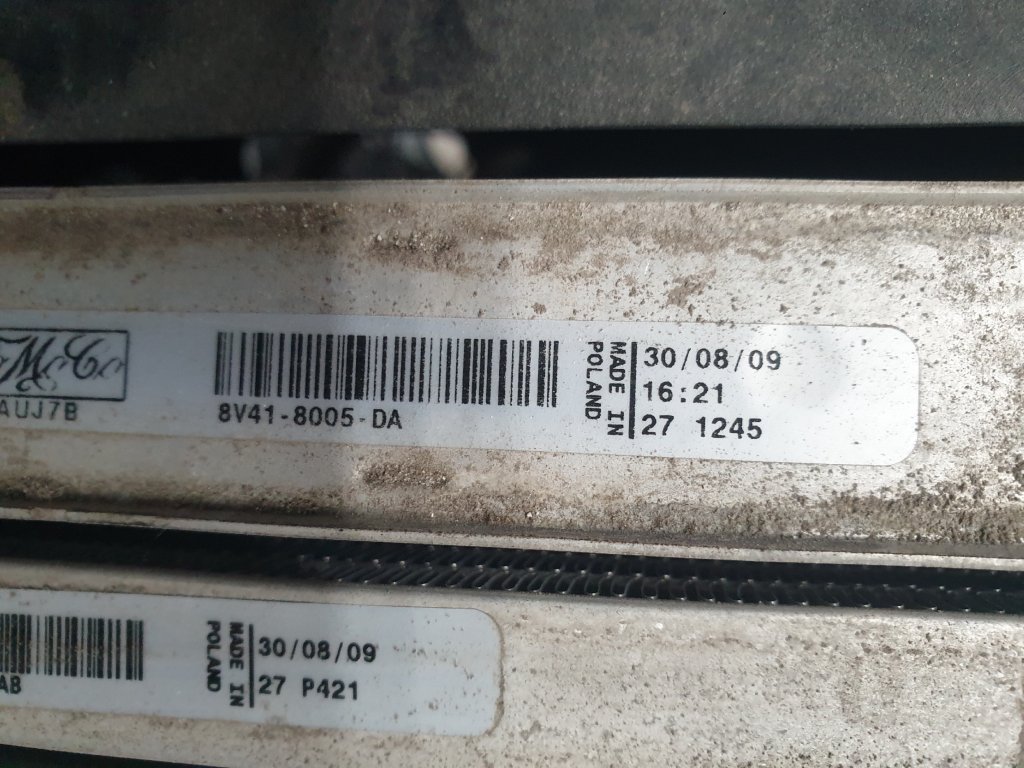 FoMoCo
AUJ7B
8V41-8005-DA
MADE IN
POLAND
30/08/09
16:21
27 1245
AB
MADE IN
POLAND
30/08/09
27 P421